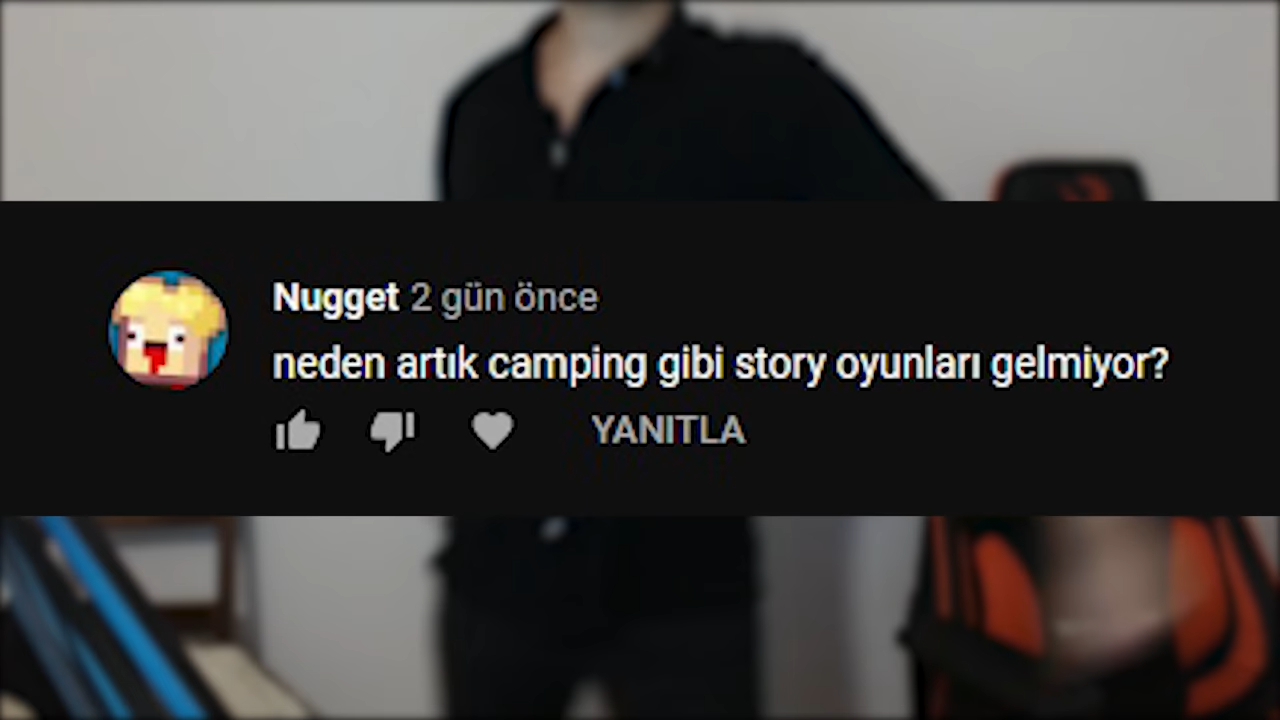 Nugget 2 gün önce
neden artık camping gibi story oyunları gelmiyor?
YANITLA